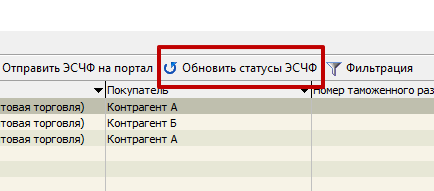 Отправить ЭСЧФ на портал Обновить статусы ЭСЧФ Фильтрация
Покупатель Номер таможенного раз
товая торговля) Контрагент А
товая торговля) Контрагент Б
товая торговля) Контрагент А